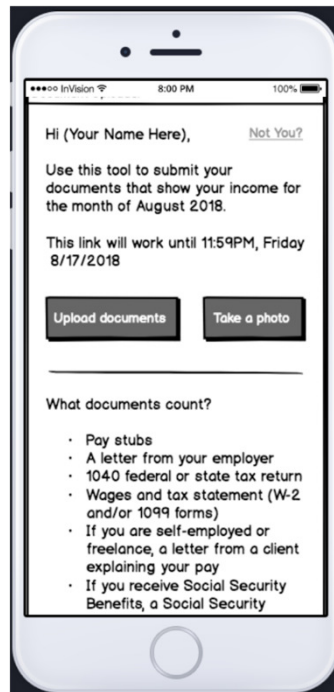 InVision 8:00 PM 100%
Hi (Your Name Here), Not You?
Use this tool to submit your
documents that show your income for
the month of August 2018.
This link will work until 11:59PM, Friday
8/17/2018
Upload documents Take a photo
What documents count?
· Pay stubs
· A letter from your employer
· 1040 federal or state tax return
· Wages and tax statement (W-2
and/or 1099 forms)
· If you are self-employed or
freelance, a letter from a client
explaining your pay
· If you receive Social Security
Benefits, a Social Security